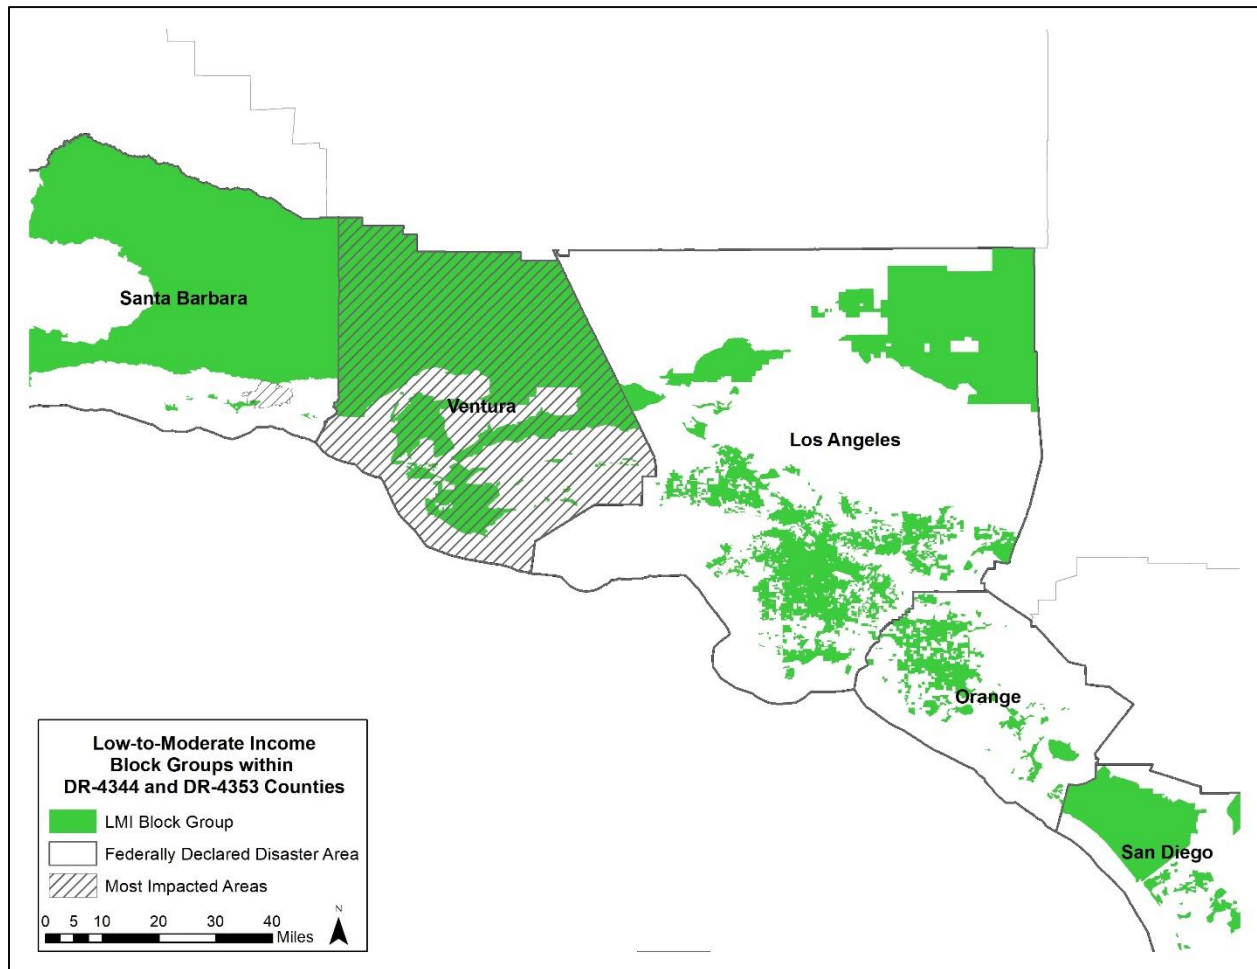 Santa Barbara
Ventura
Los Angeles
Orange
San Diego
Low-to-Moderate Income
Block Groups within
DR-4344 and DR-4353 Counties
LMI Block Group
Federally Declared Disaster Area
Most Impacted Areas
N
0 5 10 20 30 40
Miles